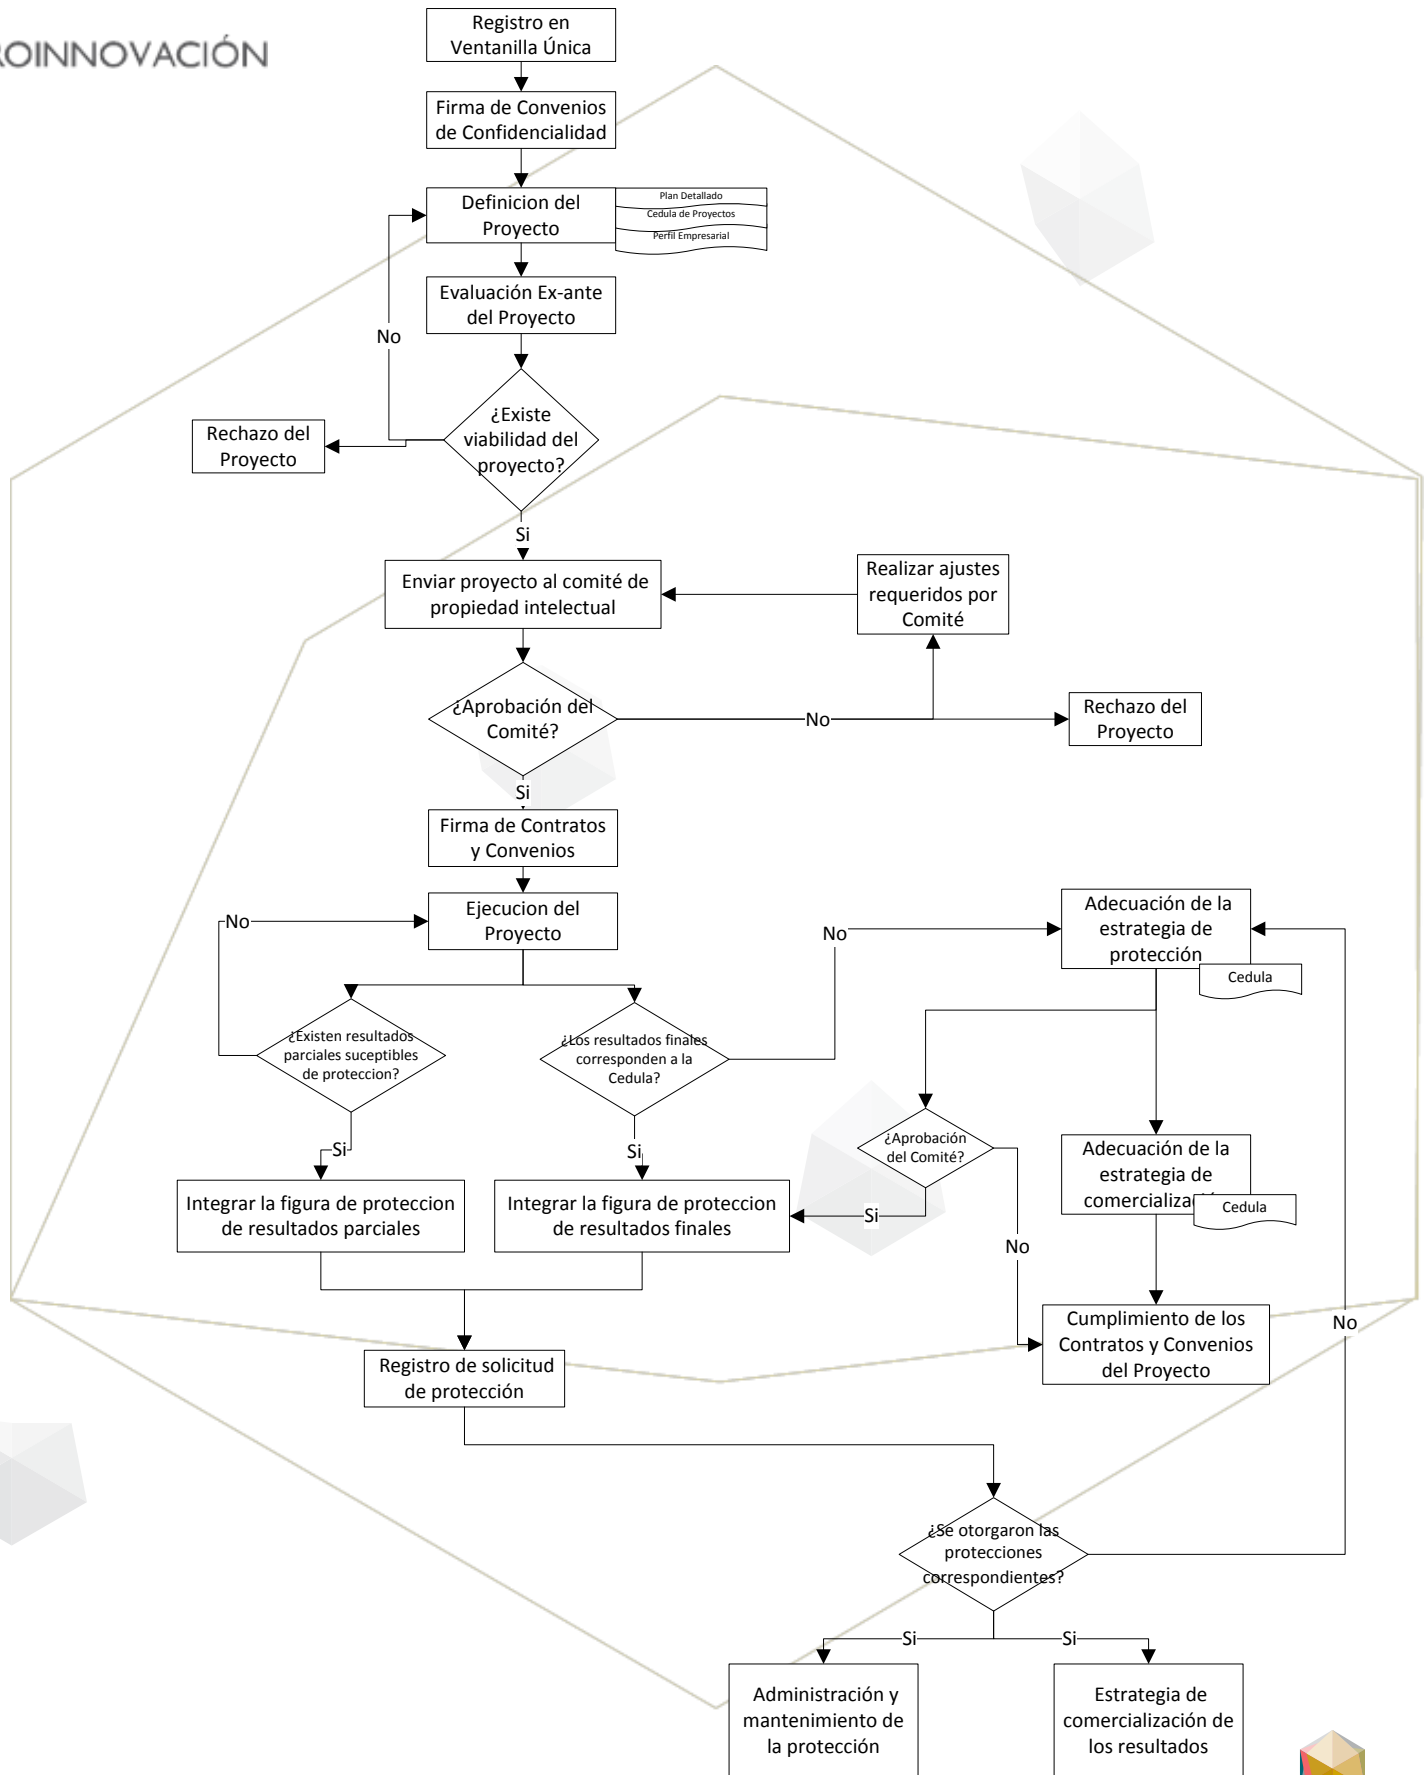 ROINNOVACIÓN
Registro en
Ventanilla Única
Firma de Convenios
de Confidencialidad
Definicion del
Proyecto
Plan Detallado
Cedula de Proyectos
Perfil Empresarial
Evaluación Ex-ante
del Proyecto
No
¿Existe
viabilidad del
proyecto?
Rechazo del
Proyecto
Si
Enviar proyecto al comité de
propiedad intelectual
Realizar ajustes
requeridos por
Comité
¿Aprobación del
Comité?
No
Rechazo del
Proyecto
Si
Firma de Contratos
y Convenios
Ejecucion del
Proyecto
No
No
Adecuación de la
estrategia de
protección
Cedula
¿Existen resultados
parciales suceptibles
de proteccion?
¿Los resultados finales
corresponden a la
Cedula?
¿Aprobación
del Comité?
Si
Si
Adecuación de la
estrategia de
Cedula
Integrar la figura de proteccion
de resultados parciales
Integrar la figura de proteccion
de resultados finales
Si
No
Cumplimiento de los
Contratos y Convenios
del Proyecto
No
Registro de solicitud
de protección
¿Se otorgaron las
protecciones
correspondientes?
Si
Si
Administración y
mantenimiento de
la protección
Estrategia de
comercialización de
los resultados